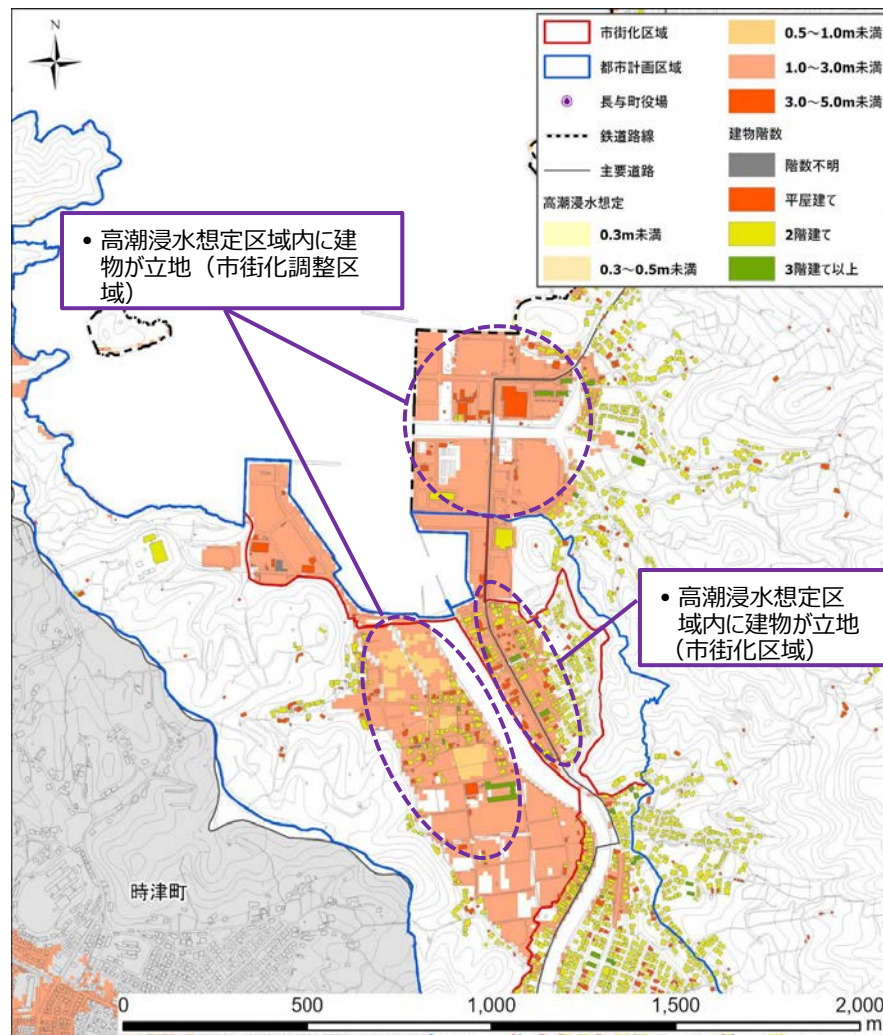 N
市街化区域
都市計画区域
長与町役場
鉄道路線
主要道路
高潮浸水想定
0.3m未満
0.3～0.5m未満
0.5～1.0m未満
1.0～3.0m未満
3.0～5.0m未満
建物階数
階数不明
平屋建て
2階建て
3階建て以上
• 高潮浸水想定区域内に建
物が立地（市街化調整区
域）
• 高潮浸水想定区
域内に建物が立地
（市街化区域）
時津町
0 500 1,000 1,500 2,000
m